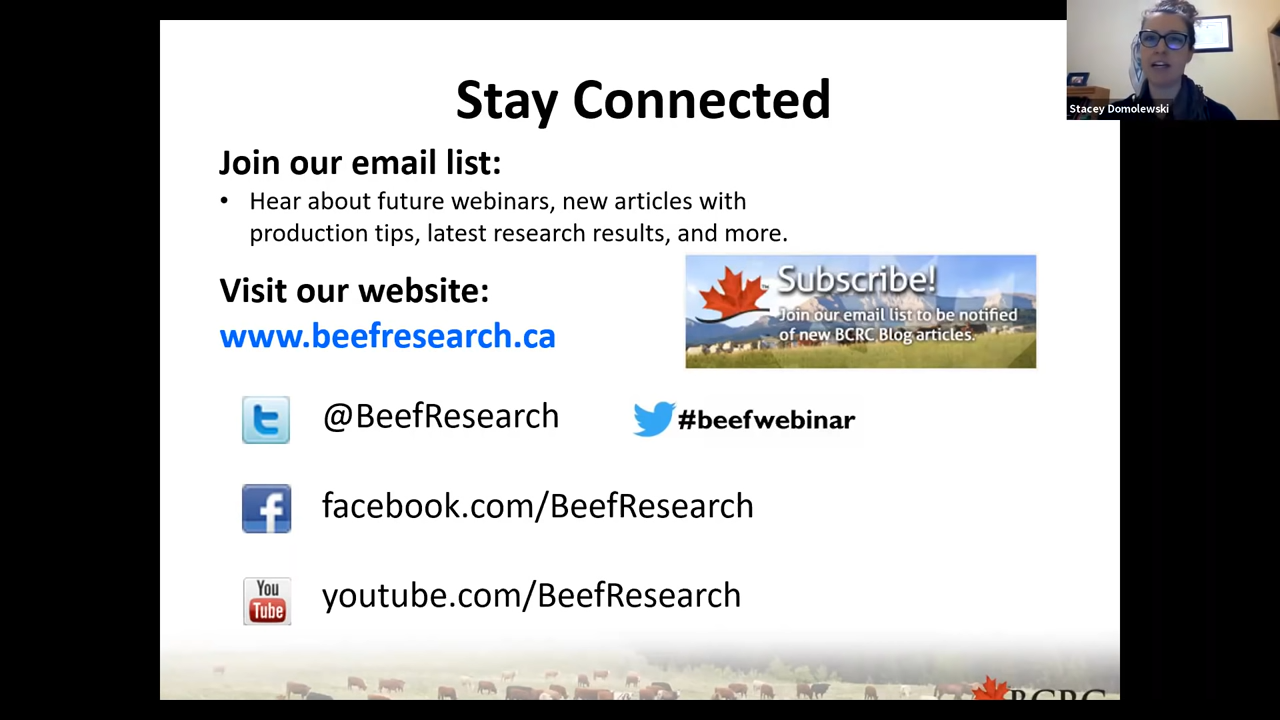 Stay Connected
Stacey Domolewski
Join our email list:
• Hear about future webinars, new articles with
production tips, latest research results, and more.
Visit our website:
www.beefresearch.ca
Subscribe!
Join our email list to be notified
of new BCRC Blog articles.
@BeefResearch
#beefwebinar
facebook.com/BeefResearch
You
Tube
youtube.com/BeefResearch
BCRC